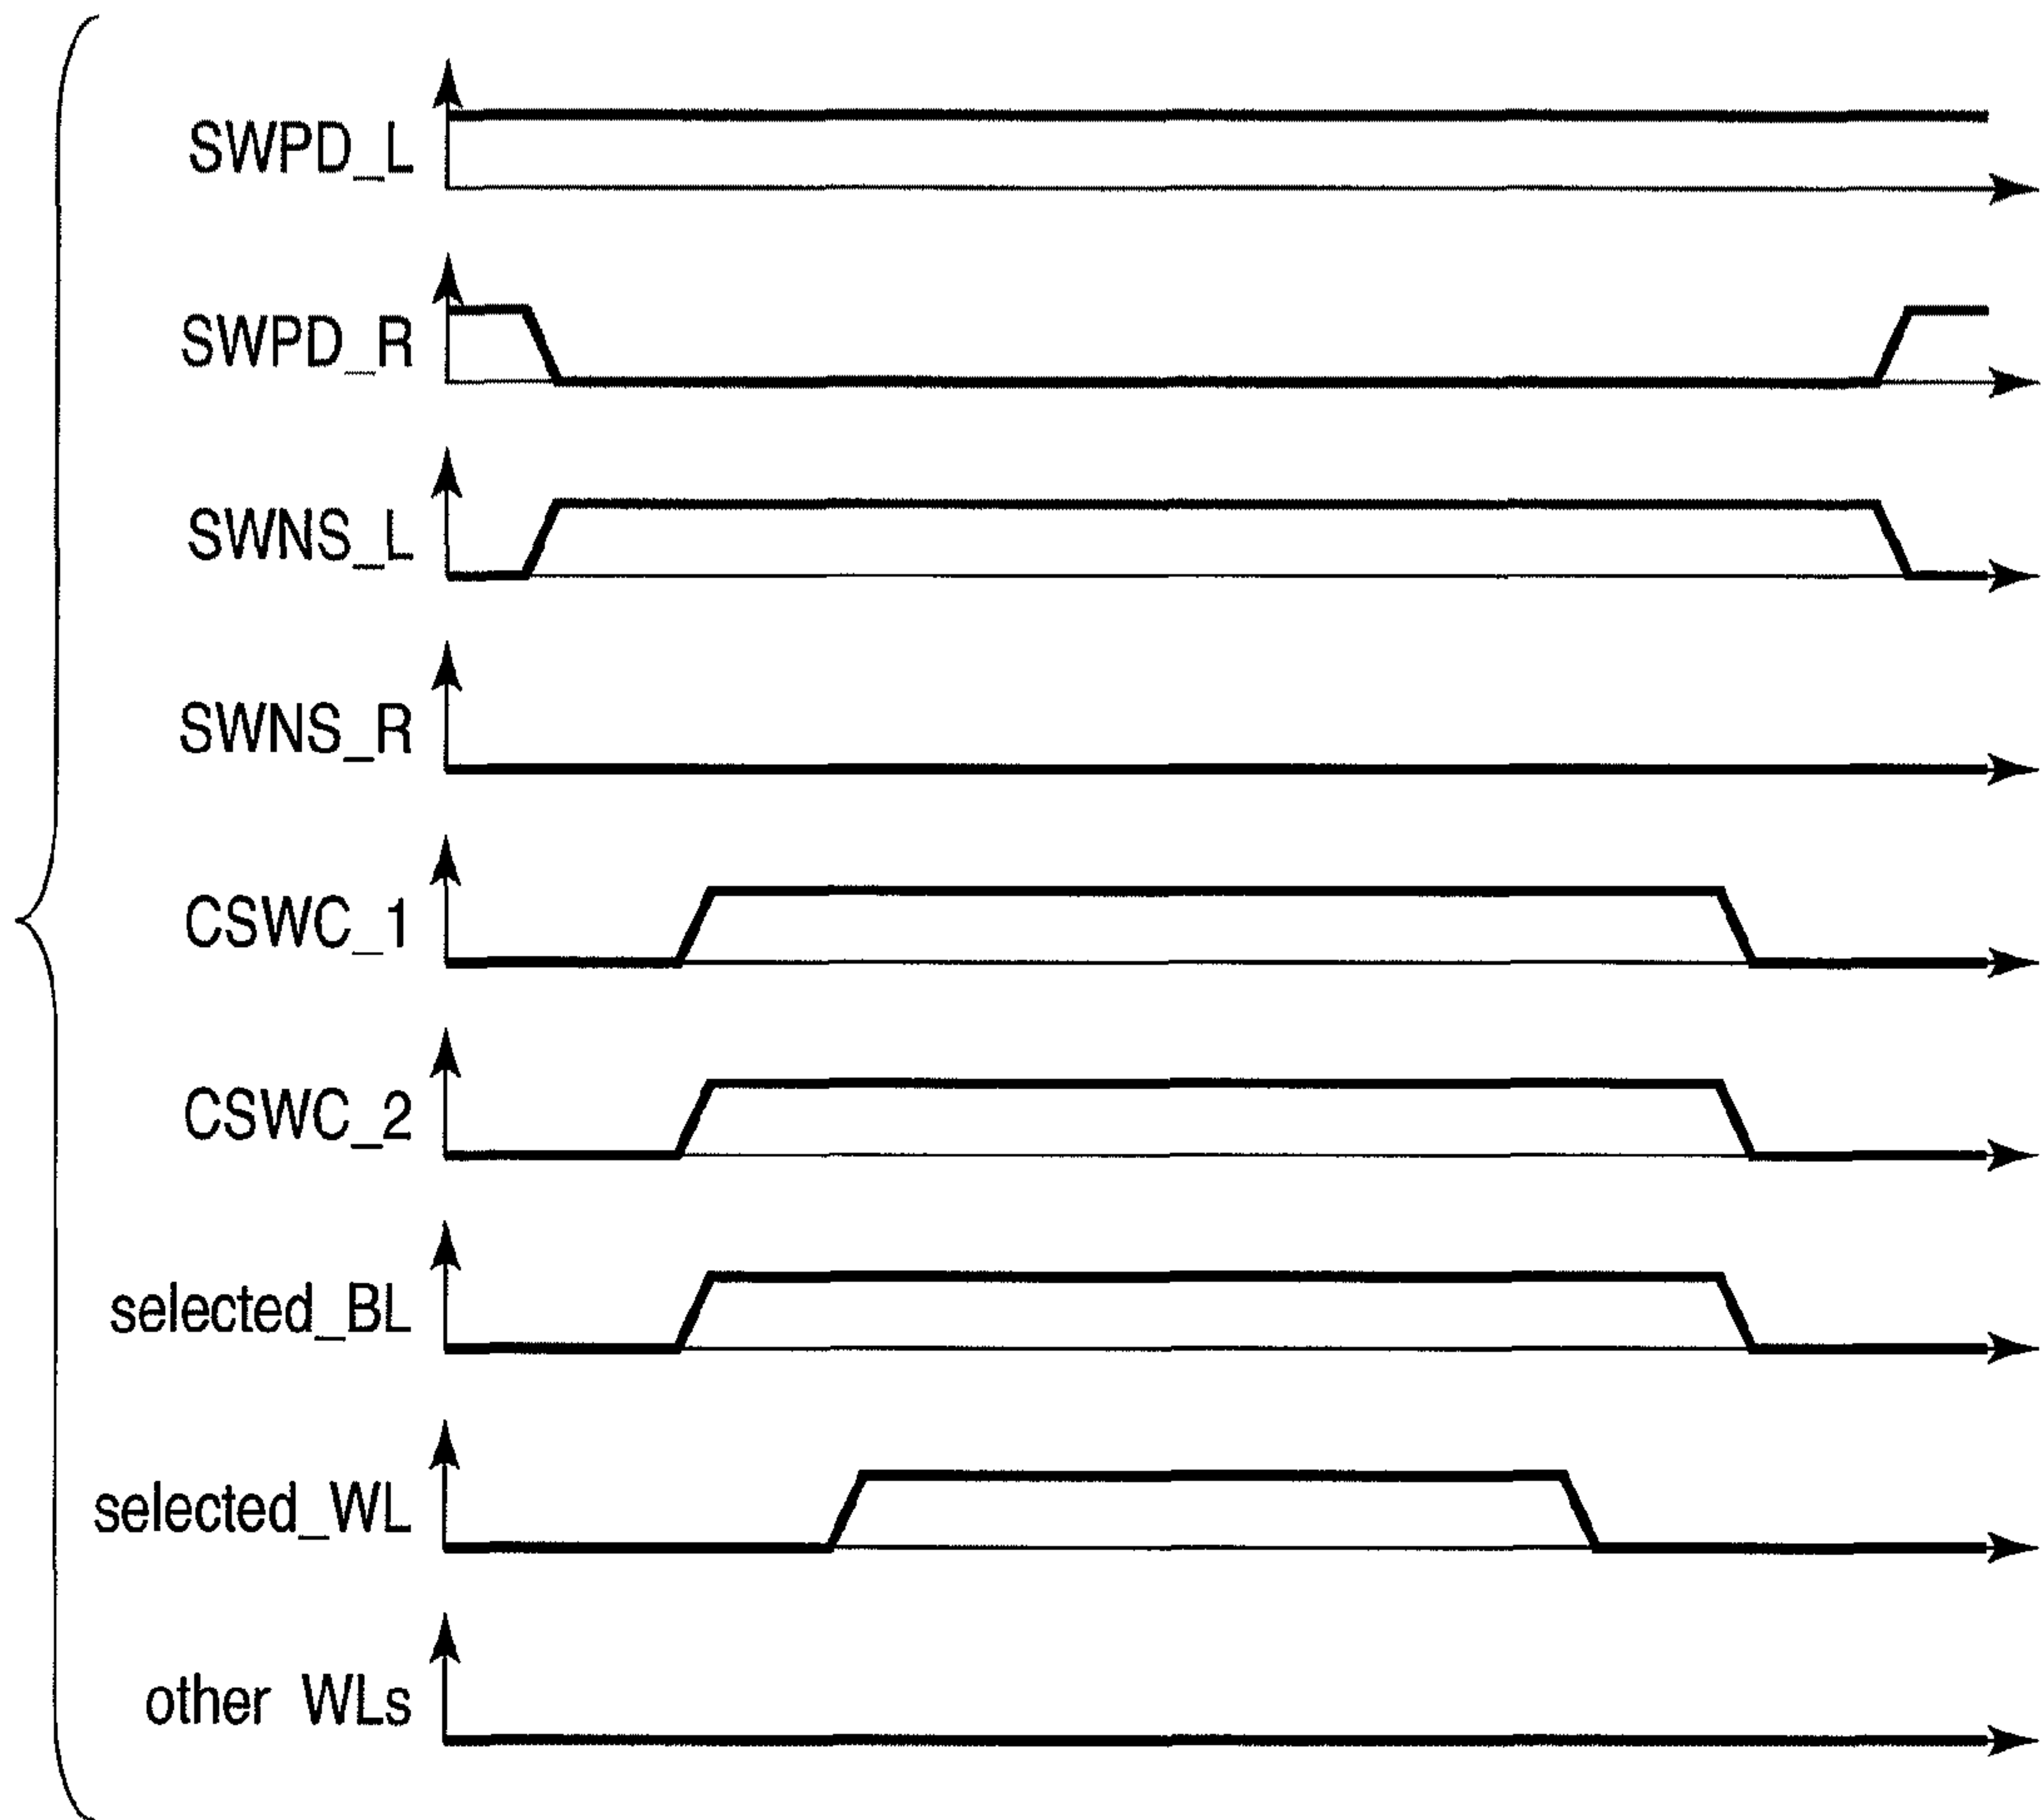 SWPD_L
SWPD_R
SWNS_L
SWNS_R
CSWC_1
CSWC_2
selected_BL
selected_WL
other WLs